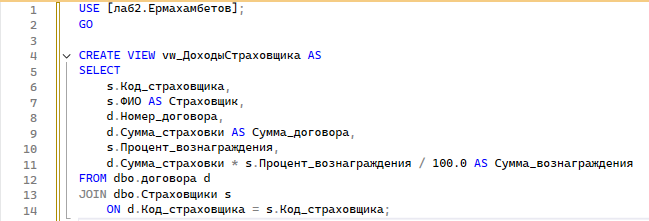 1 USE [лаб2.Ермахамбетов];
2 GO
3
4 CREATE VIEW vw_ДоходыСтраховщика AS
5 SELECT
6 s.Код_страховщика,
7 s.ФИО AS Страховщик,
8 d.Номер_договора,
9 d.Сумма_страховки AS Сумма_договора,
10 s.Процент_вознаграждения,
11 d.Сумма_страховки * s.Процент_вознаграждения / 100.0 AS Сумма_вознаграждения
12 FROM dbo.договора d
13 JOIN dbo.Страховщики s
14 ON d.Код_страховщика = s.Код_страховщика;